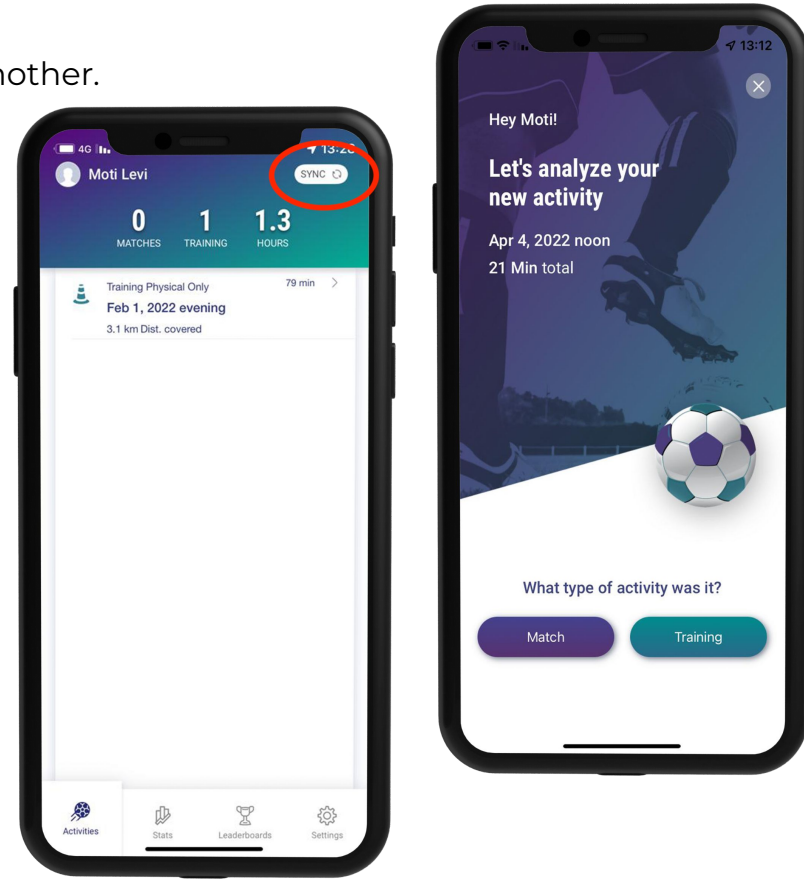 nother.
4G 13:28
Moti Levi SYNC
0 1 1.3
MATCHES TRAINING HOURS
Training Physical Only 79 min
Feb 1, 2022 evening
3.1 km Dist. covered
Activities Stats Leaderboards Settings
13:12
Hey Moti!
Let's analyze your
new activity
Apr 4, 2022 noon
21 Min total
What type of activity was it?
Match Training